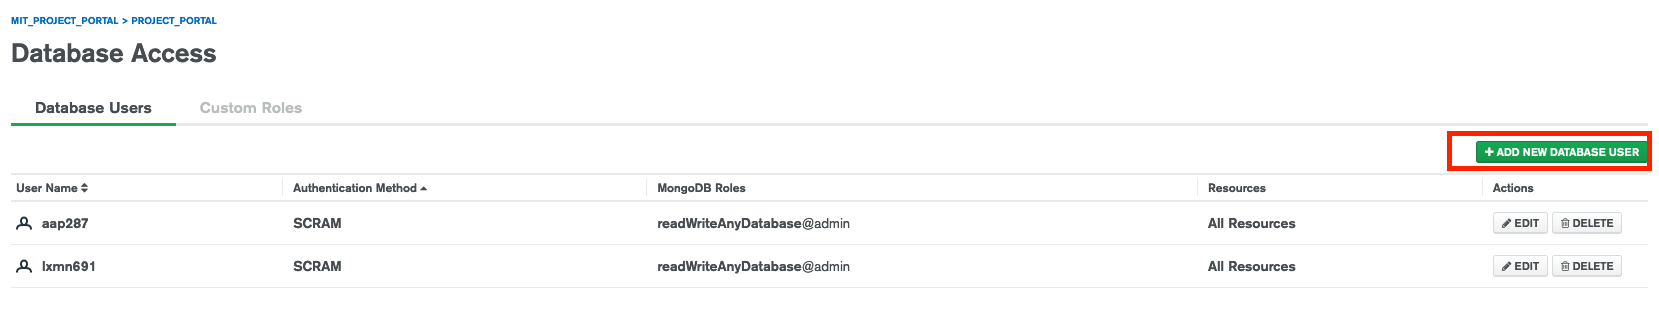 MIT_PROJECT_PORTAL > PROJECT_PORTAL
Database Access
Database Users Custom Roles
+ ADD NEW DATABASE USER
User Name Authentication Method MongoDB Roles Resources Actions
aap287 SCRAM readWriteAnyDatabase@admin All Resources EDIT DELETE
lxmn691 SCRAM readWriteAnyDatabase@admin All Resources EDIT DELETE